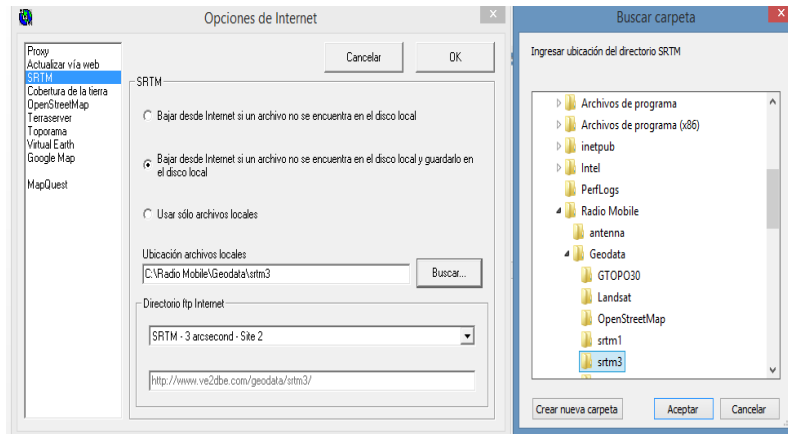 Opciones de Internet
Proxy
Actualizar vía web
SRTM
Cobertura de la tierra
OpenStreetMap
Terraserver
Toporama
Virtual Earth
Google Map
MapQuest
Cancelar
OK
SRTM
Bajar desde Internet si un archivo no se encuentra en el disco local
Bajar desde Internet si un archivo no se encuentra en el disco local y guardarlo en
el disco local
Usar sólo archivos locales
Ubicación archivos locales
C:\Radio Mobile\Geodata\srtm3
Buscar...
Directorio ftp Internet
SRTM - 3 arcsecond - Site 2
http://www.ve2dbe.com/geodata/srtm3/
Buscar carpeta
Ingresar ubicación del directorio SRTM
Archivos de programa
Archivos de programa (x86)
inetpub
Intel
PerfLogs
Radio Mobile
antenna
Geodata
GTOPO30
Landsat
OpenStreetMap
srtm1
srtm3
Crear nueva carpeta
Aceptar
Cancelar